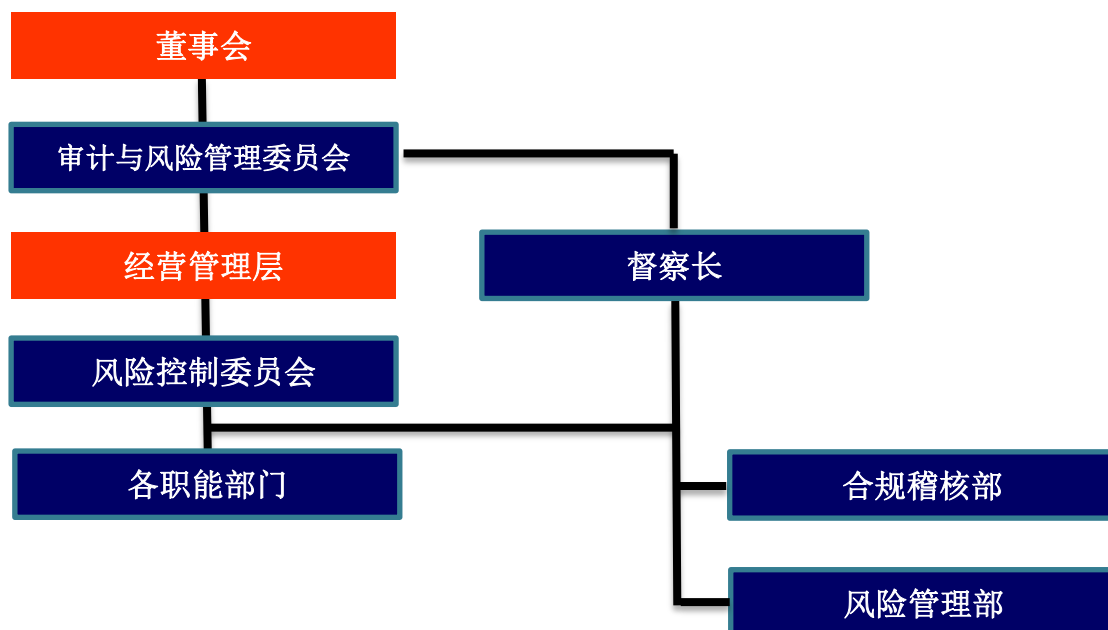 董事会
审计与风险管理委员会
经营管理层
督察长
风险控制委员会
各职能部门
合规稽核部
风险管理部